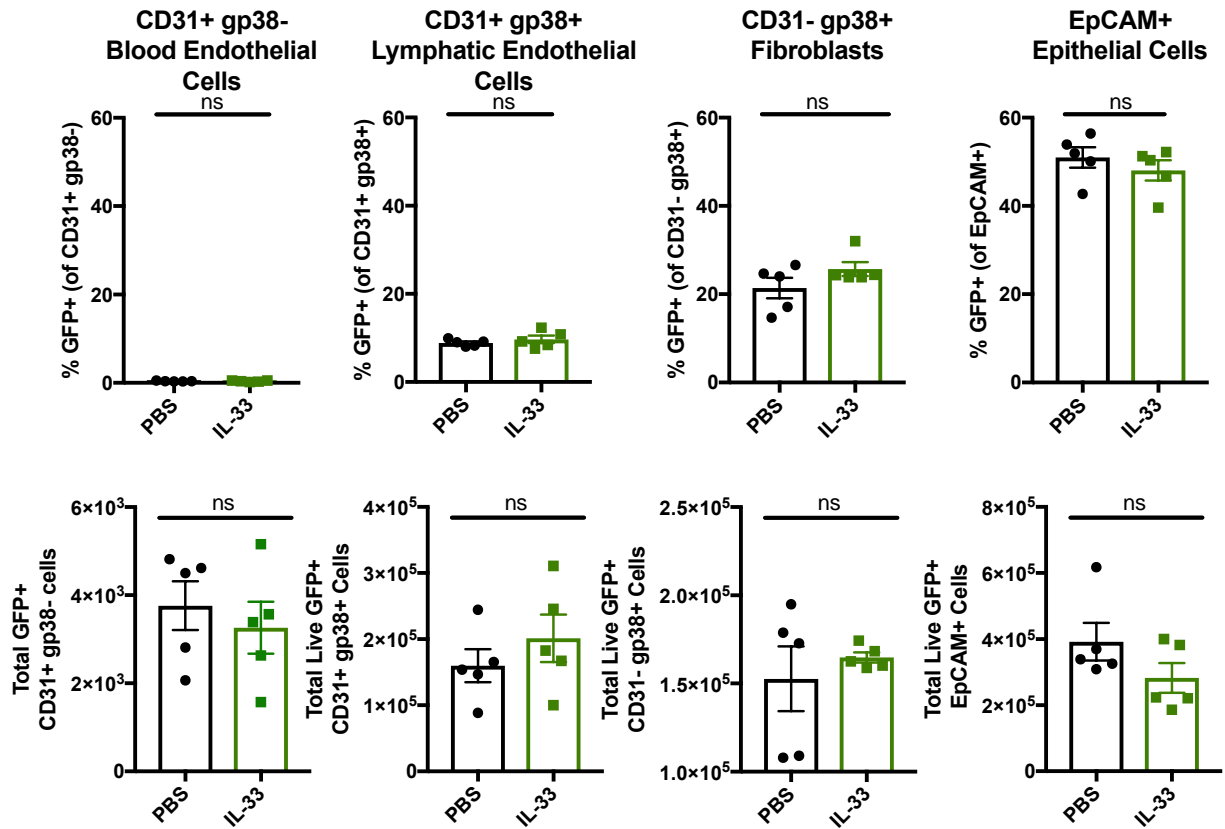 CD31+ gp38-
Blood Endothelial
Cells
ns
% GFP+ (of CD31+ gp38-)
60
40
20
0
PBS
IL-33
CD31+ gp38+
Lymphatic Endothelial
Cells
ns
% GFP+ (of CD31+ gp38+)
60
40
20
0
PBS
IL-33
CD31- gp38+
Fibroblasts
ns
% GFP+ (of CD31- gp38+)
60
40
20
0
PBS
IL-33
EpCAM+
Epithelial Cells
ns
% GFP+ (of EpCAM+)
60
40
20
0
PBS
IL-33
ns
Total GFP+
CD31+ gp38- cells
6×10³
4×10³
2×10³
0
PBS
IL-33
ns
Total Live GFP+
CD31+ gp38+ Cells
4×10⁵
3×10⁵
2×10⁵
1×10⁵
0
PBS
IL-33
ns
Total Live GFP+
CD31- gp38+ Cells
2.5×10⁵
2.0×10⁵
1.5×10⁵
1.0×10⁵
PBS
IL-33
ns
Total Live GFP+
EpCAM+ Cells
8×10⁵
6×10⁵
4×10⁵
2×10⁵
0
PBS
IL-33